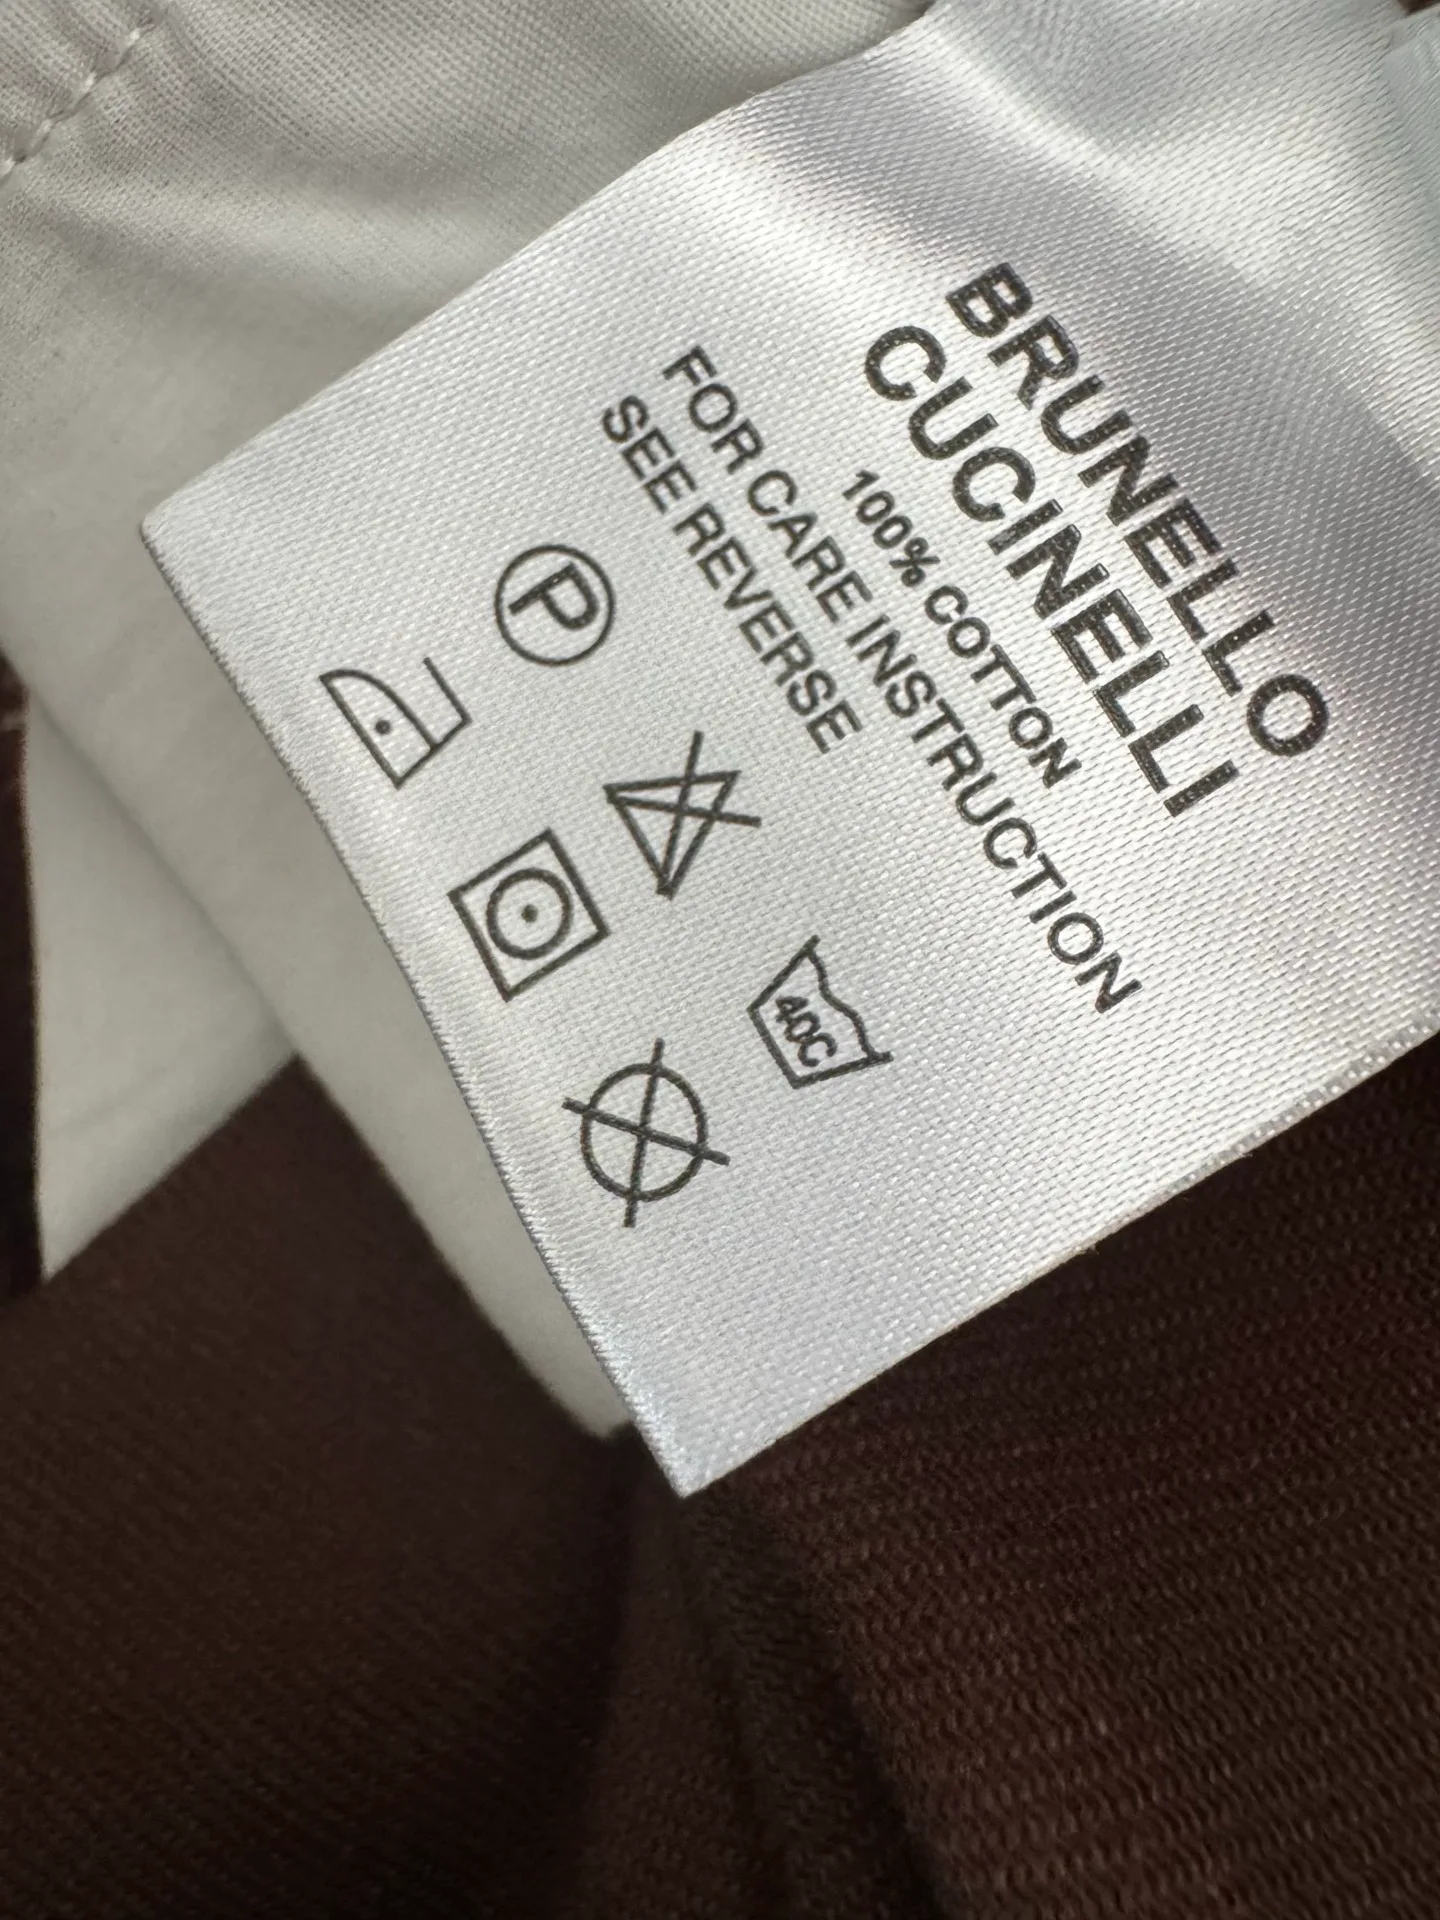 BRUNELLO
CUCINELLI
100% COTTON
FOR CARE INSTRUCTION
SEE REVERSE
40C
P